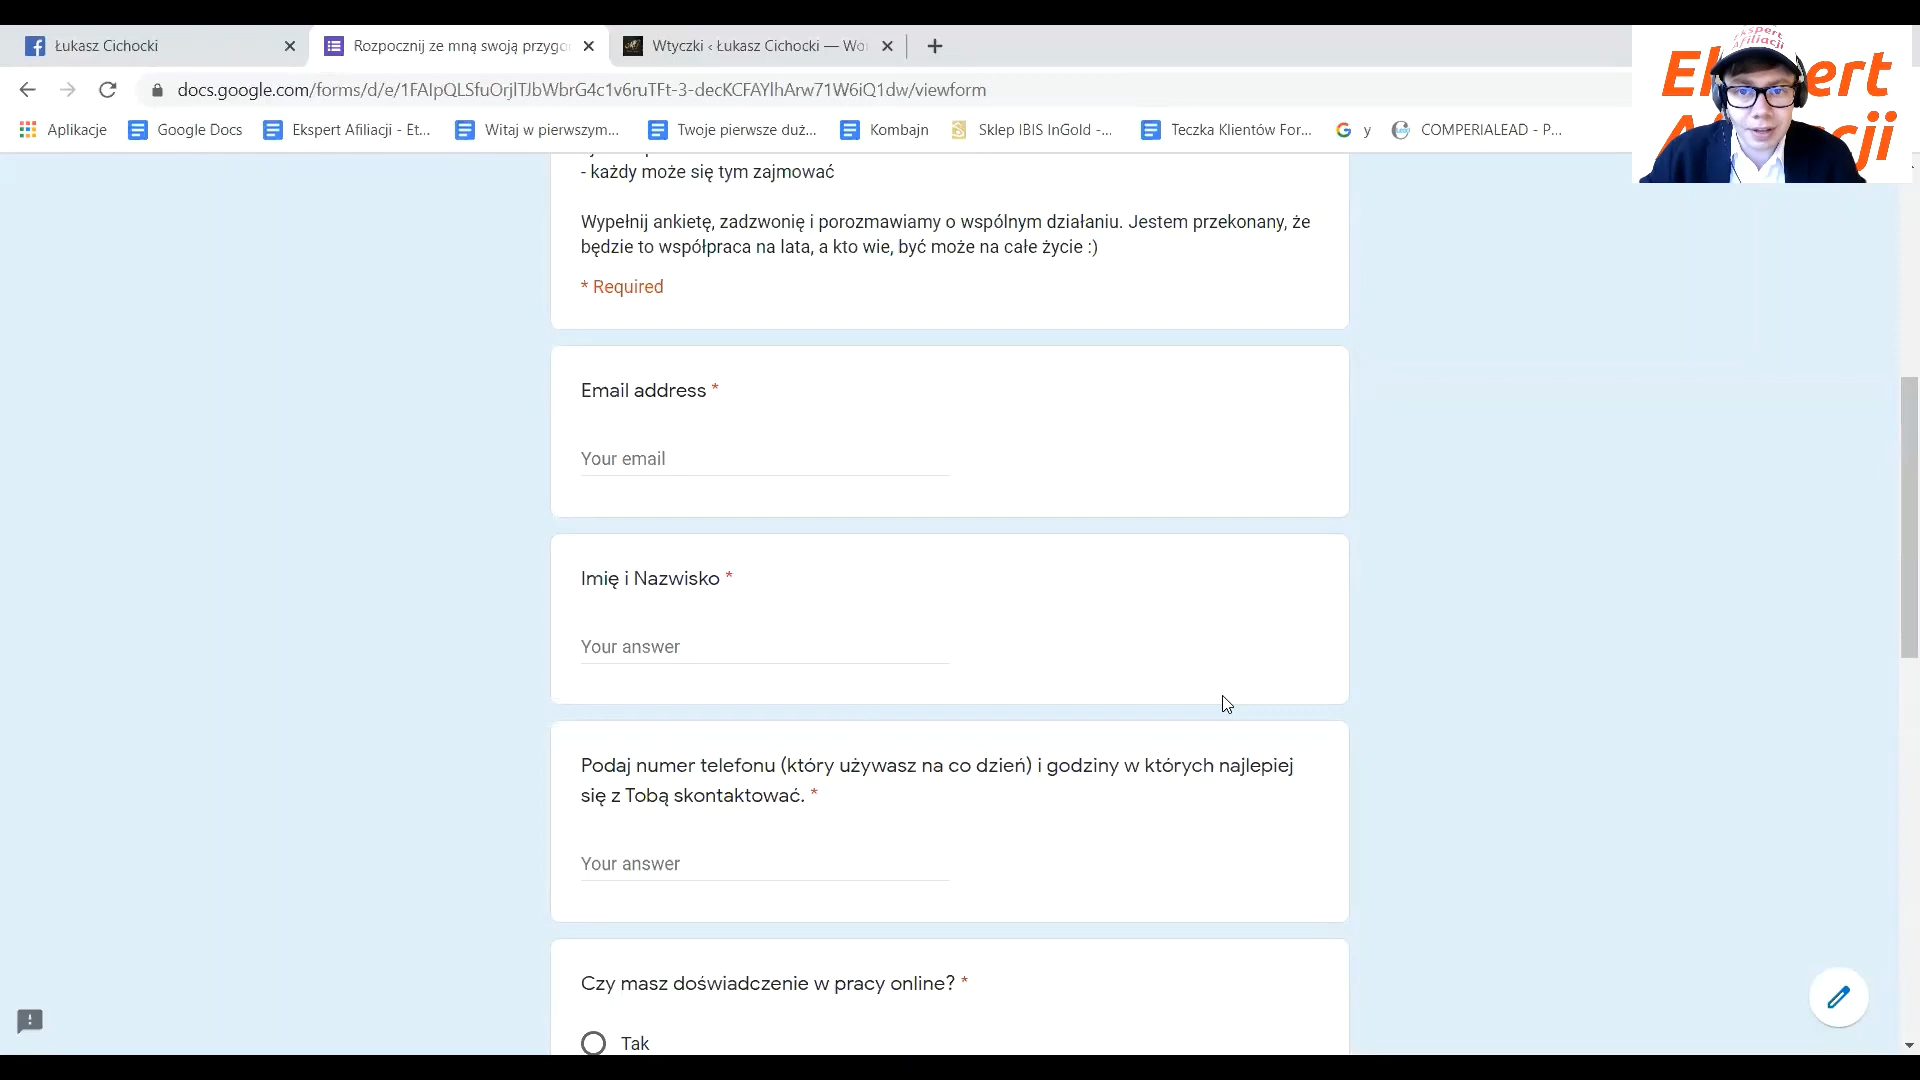 Łukasz Cichocki
Rozpocznij ze mną swoją przygo
Wtyczki ‹ Łukasz Cichocki — Wo
docs.google.com/forms/d/e/1FAIpQLSfuOrjlTJbWbrG4c1v6ruTFt-3-decKCFAYlhArw71W6iQ1dw/viewform
Aplikacje
Google Docs
Ekspert Afiliacji - Et...
Witaj w pierwszym...
Twoje pierwsze duż...
Kombajn
Sklep IBIS InGold -...
Teczka Klientów For...
y
COMPERIALEAD - P...
Ekspert
Afiliacji
- każdy może się tym zajmować
Wypełnij ankietę, zadzwonię i porozmawiamy o wspólnym działaniu. Jestem przekonany, że
będzie to współpraca na lata, a kto wie, być może na całe życie :)
* Required
Email address *
Your email
Imię i Nazwisko *
Your answer
Podaj numer telefonu (który używasz na co dzień) i godziny w których najlepiej
się z Tobą skontaktować. *
Your answer
Czy masz doświadczenie w pracy online? *
Tak